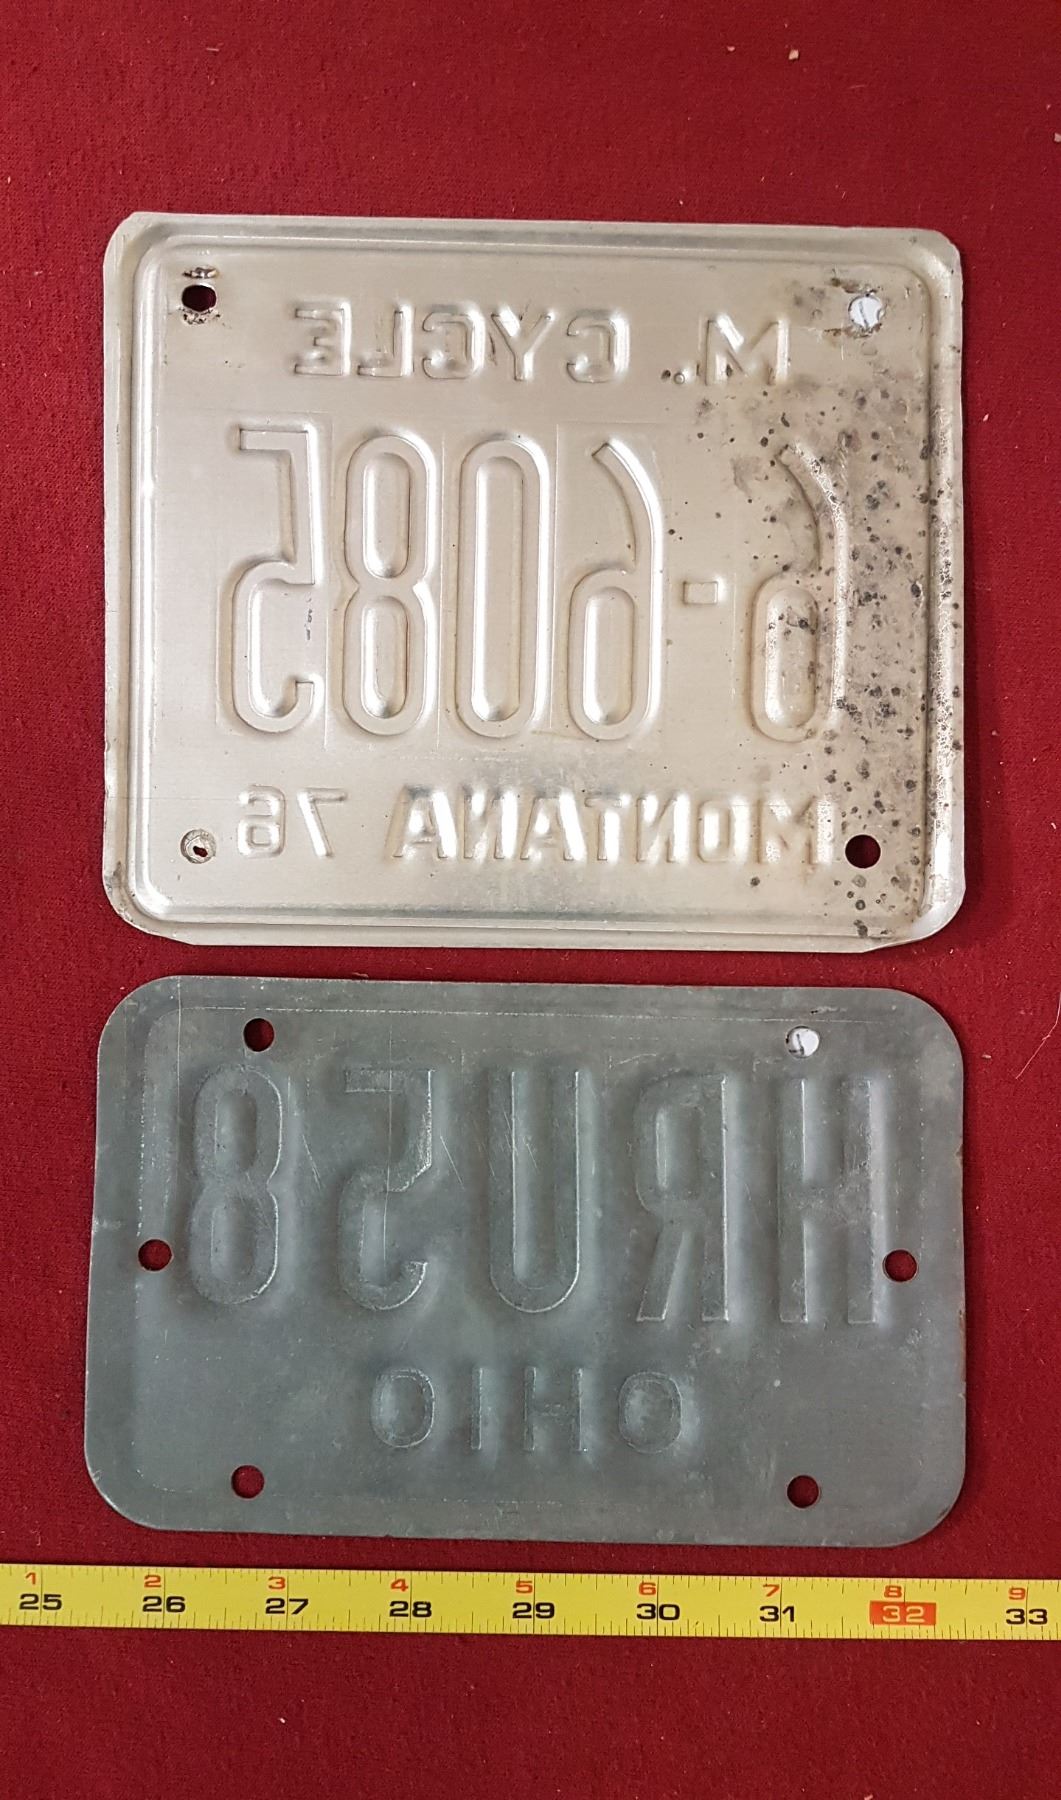 M. CYCLE
6-6085
MONTANA 76
HRU58
OHIO
1 2 3 4 5 6 7 8 9
25 26 27 28 29 30 31 32 33